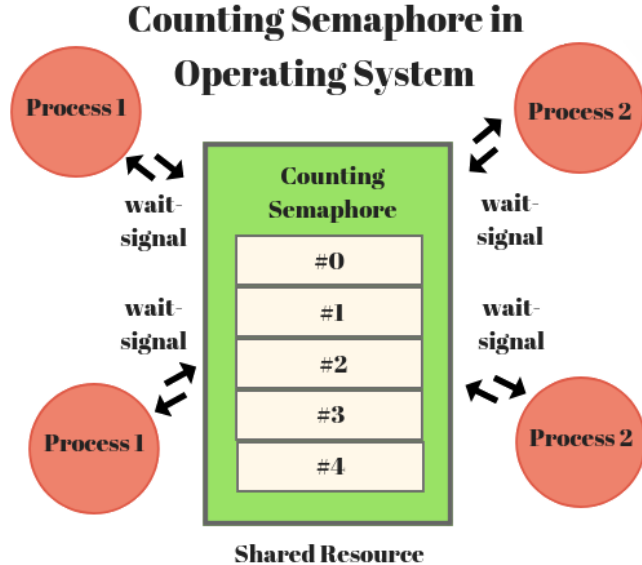 Counting Semaphore in
Operating System
Process 1
Process 2
wait-
signal
wait-
signal
Counting
Semaphore
#0
#1
#2
#3
#4
wait-
signal
wait-
signal
Process 1
Process 2
Shared Resource